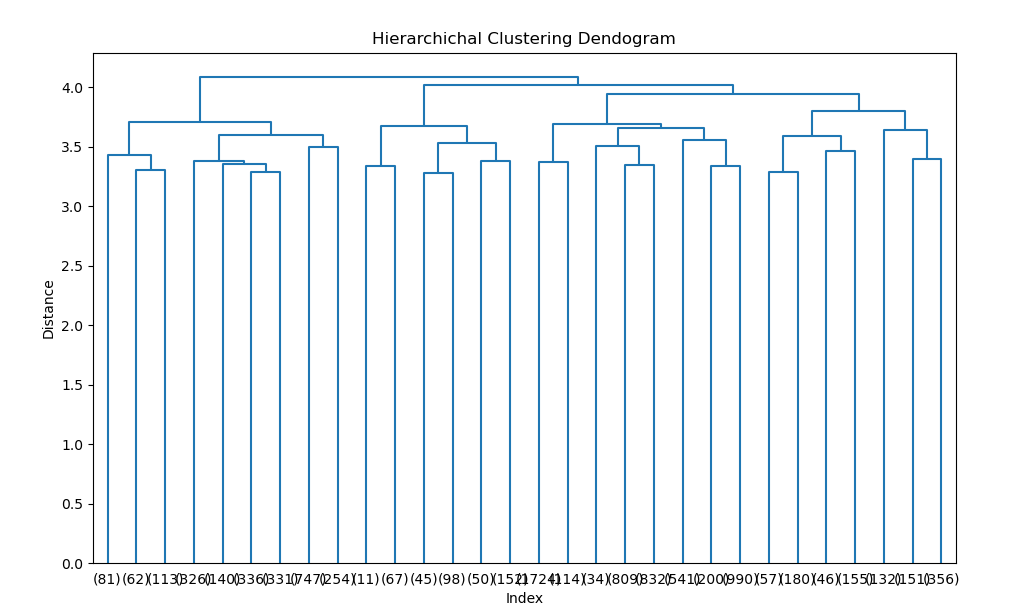 Hierarchichal Clustering Dendogram
4.0
3.5
3.0
2.5
2.0
1.5
1.0
0.5
0.0
Distance
(81) (62) (113) (326) (140) (336) (331) (747) (254) (11) (67) (45) (98) (50) (114) (34) (809) (832) (541) (200) (990) (57) (180) (46) (155) (132) (151) (356)
Index